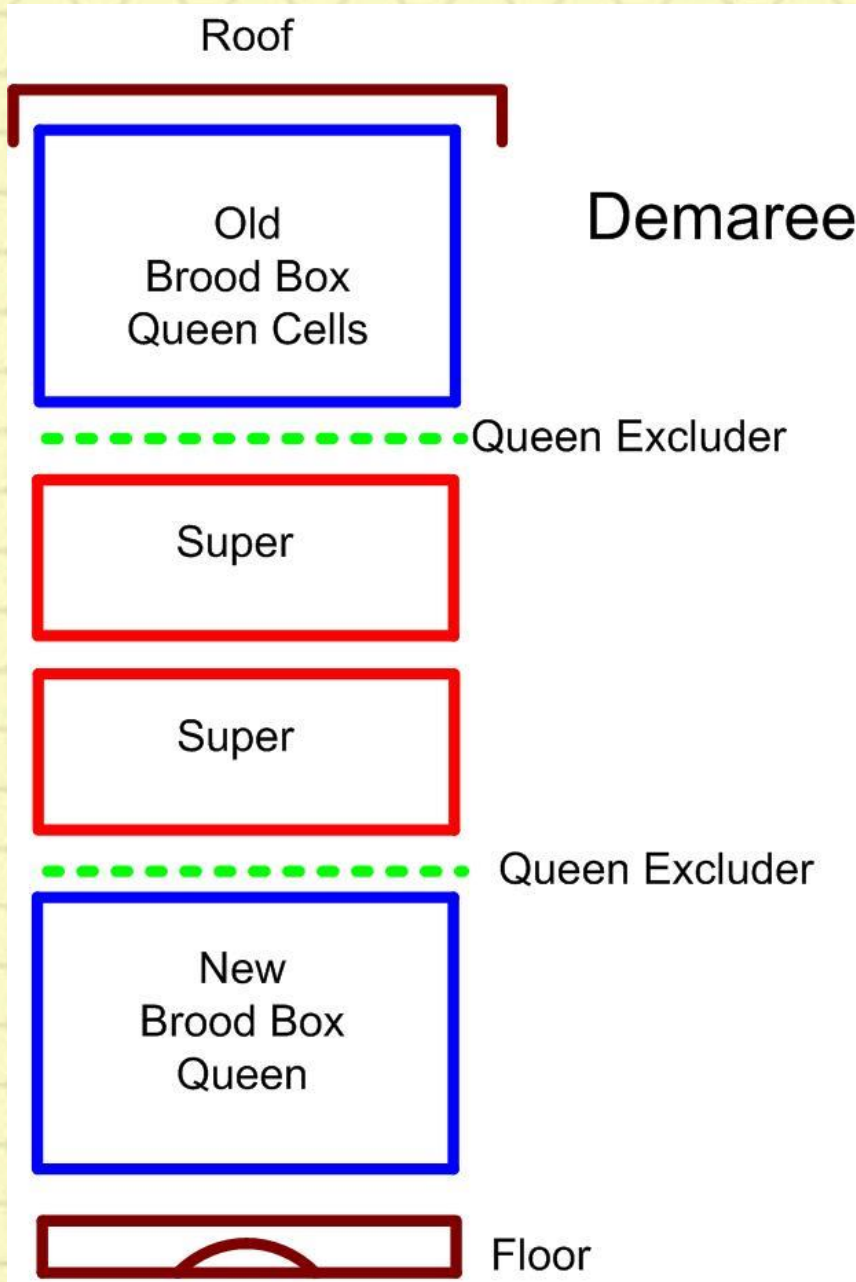 Roof
Demaree
Old
Brood Box
Queen Cells
Queen Excluder
Super
Super
Queen Excluder
New
Brood Box
Queen
Floor